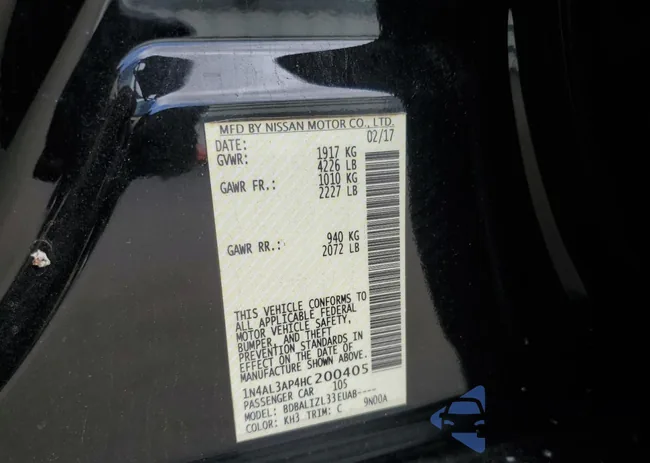 MFD BY NISSAN MOTOR CO., LTD.
DATE: 02/17
GVWR: 1917 KG
4226 LB
GAWR FR.: 1010 KG
2227 LB
GAWR RR.: 940 KG
2072 LB
THIS VEHICLE CONFORMS TO
ALL APPLICABLE FEDERAL
MOTOR VEHICLE SAFETY,
BUMPER, AND THEFT
PREVENTION STANDARDS IN
EFFECT ON THE DATE OF
MANUFACTURE SHOWN ABOVE.
1N4AL3AP4HC200405
PASSENGER CAR 105
MODEL: BDBALIZL33EUAB----
COLOR: KH3 TRIM: C 9N00A